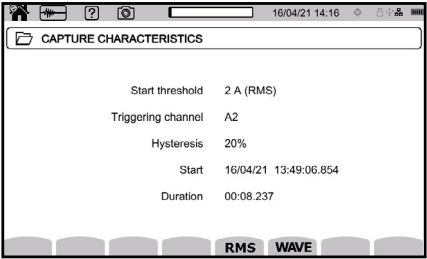 ? 16/04/21 14:16
CAPTURE CHARACTERISTICS
Start threshold 2 A (RMS)
Triggering channel A2
Hysteresis 20%
Start 16/04/21 13:49:06.854
Duration 00:08.237
RMS WAVE